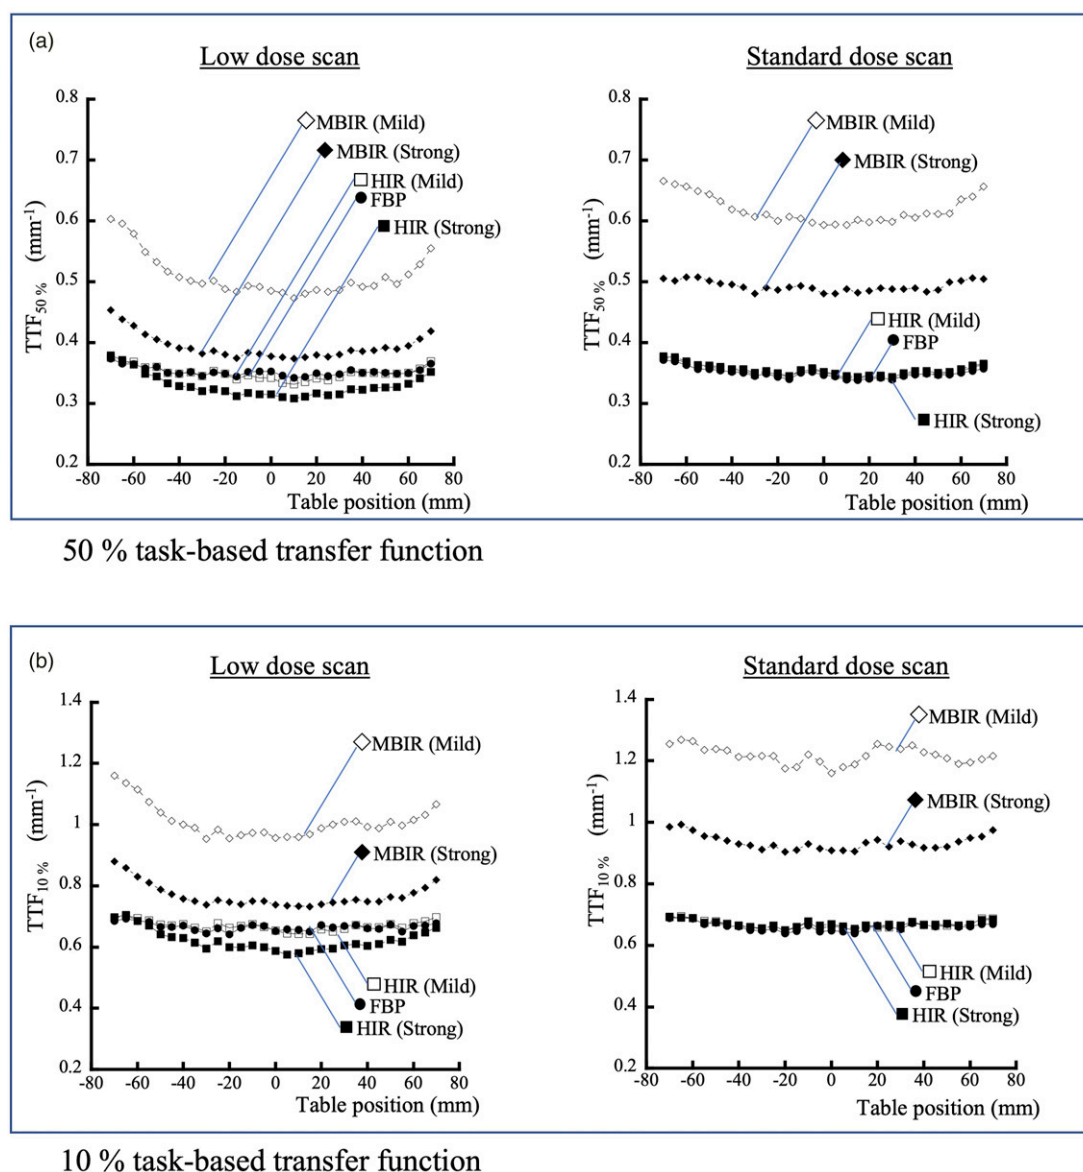 (a)
Low dose scan
0.8
0.7
0.6
0.5
0.4
0.3
0.2
TTF50 % (mm-1)
MBIR (Mild)
MBIR (Strong)
HIR (Mild)
FBP
HIR (Strong)
-80 -60 -40 -20 0 20 40 60 80
Table position (mm)
Standard dose scan
0.8
0.7
0.6
0.5
0.4
0.3
0.2
TTF50 % (mm-1)
MBIR (Mild)
MBIR (Strong)
HIR (Mild)
FBP
HIR (Strong)
-80 -60 -40 -20 0 20 40 60 80
Table position (mm)
50 % task-based transfer function
(b)
Low dose scan
1.4
1.2
1
0.8
0.6
0.4
0.2
TTF10 % (mm-1)
MBIR (Mild)
MBIR (Strong)
HIR (Mild)
FBP
HIR (Strong)
-80 -60 -40 -20 0 20 40 60 80
Table position (mm)
Standard dose scan
1.4
1.2
1
0.8
0.6
0.4
0.2
TTF10 % (mm-1)
MBIR (Mild)
MBIR (Strong)
HIR (Mild)
FBP
HIR (Strong)
-80 -60 -40 -20 0 20 40 60 80
Table position (mm)
10 % task-based transfer function